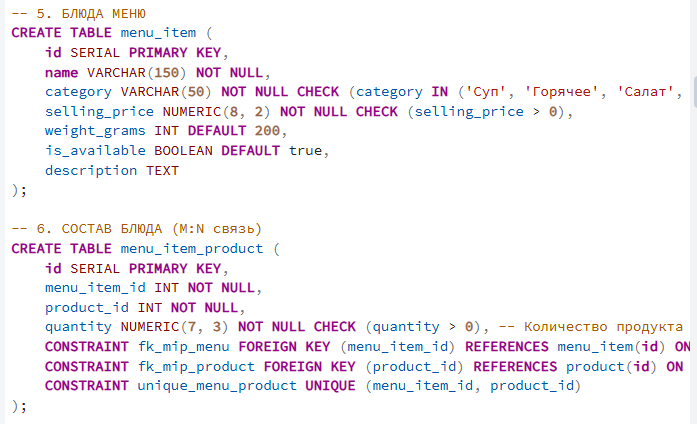 -- 5. БЛЮДА МЕНЮ
CREATE TABLE menu_item (
    id SERIAL PRIMARY KEY,
    name VARCHAR(150) NOT NULL,
    category VARCHAR(50) NOT NULL CHECK (category IN ('Суп', 'Горячее', 'Салат',
    selling_price NUMERIC(8, 2) NOT NULL CHECK (selling_price > 0),
    weight_grams INT DEFAULT 200,
    is_available BOOLEAN DEFAULT true,
    description TEXT
);
-- 6. СОСТАВ БЛЮДА (M:N связь)
CREATE TABLE menu_item_product (
    id SERIAL PRIMARY KEY,
    menu_item_id INT NOT NULL,
    product_id INT NOT NULL,
    quantity NUMERIC(7, 3) NOT NULL CHECK (quantity > 0), -- Количество продукта
    CONSTRAINT fk_mip_menu FOREIGN KEY (menu_item_id) REFERENCES menu_item(id) ON
    CONSTRAINT fk_mip_product FOREIGN KEY (product_id) REFERENCES product(id) ON
    CONSTRAINT unique_menu_product UNIQUE (menu_item_id, product_id)
);